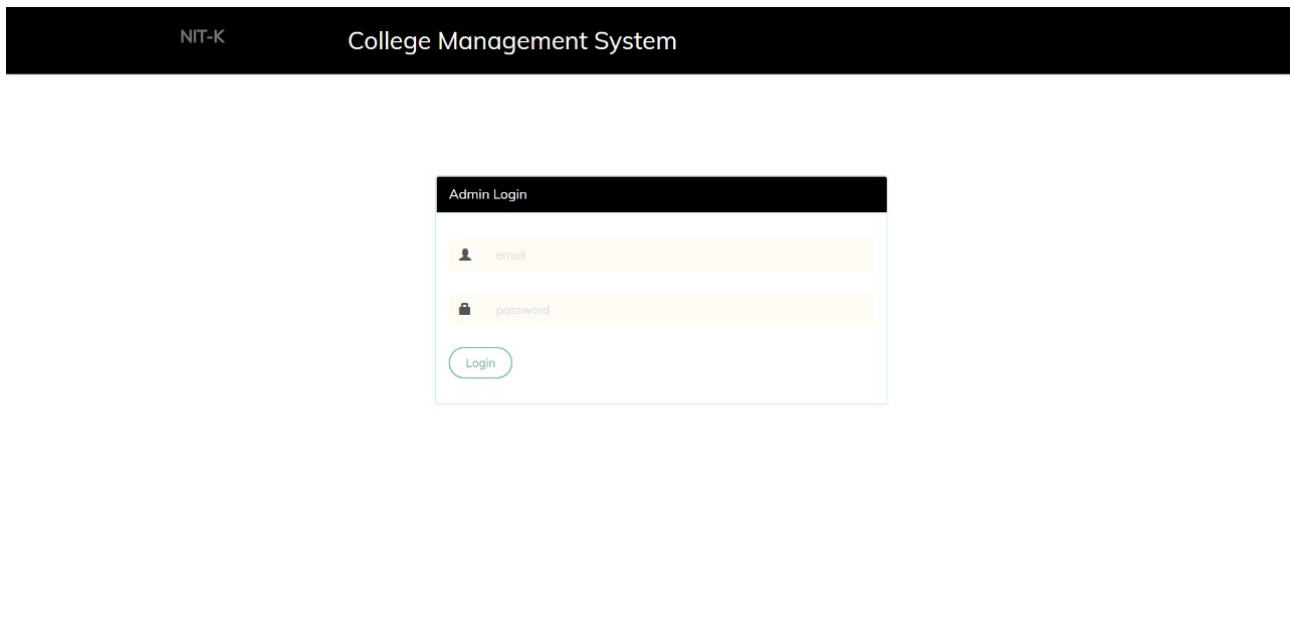 NIT-K
College Management System
Admin Login
email
password
Login